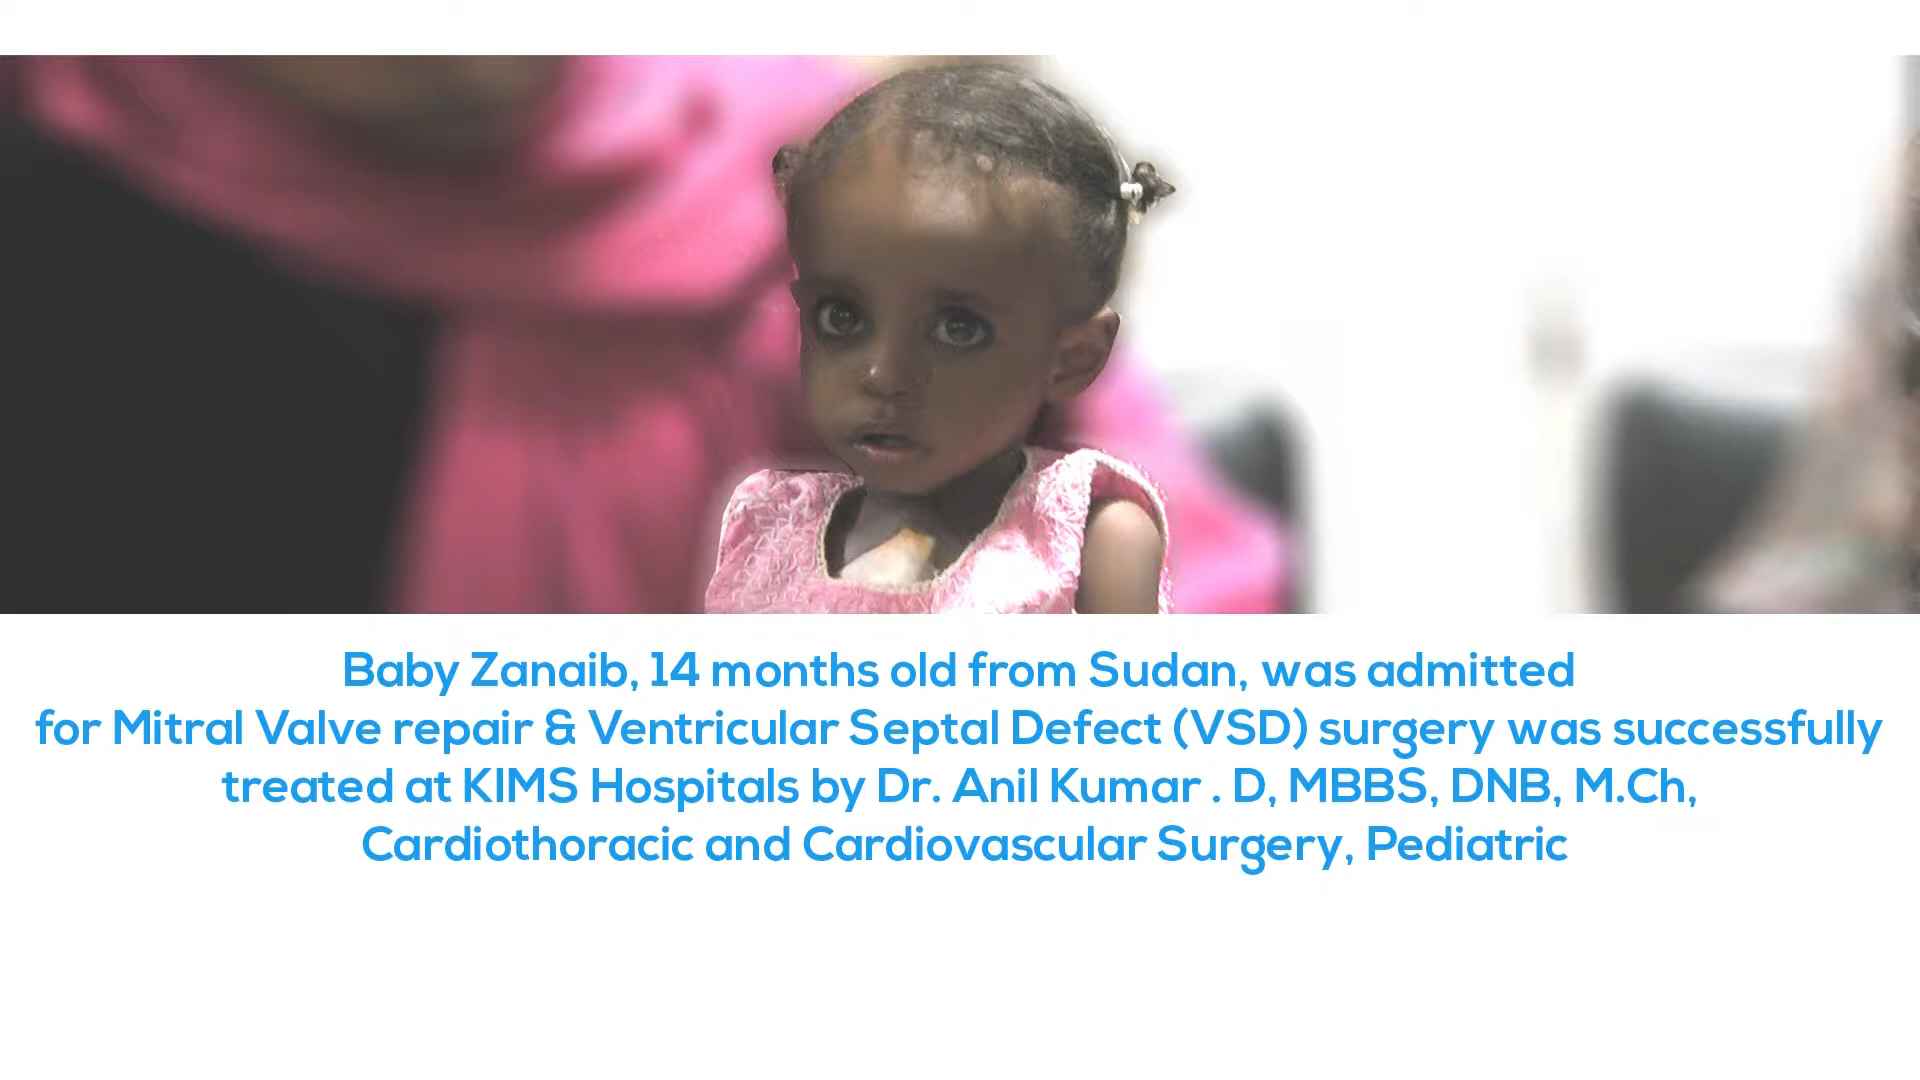 Baby Zanaib, 14 months old from Sudan, was admitted
for Mitral Valve repair & Ventricular Septal Defect (VSD) surgery was successfully
treated at KIMS Hospitals by Dr. Anil Kumar . D, MBBS, DNB, M.Ch,
Cardiothoracic and Cardiovascular Surgery, Pediatric